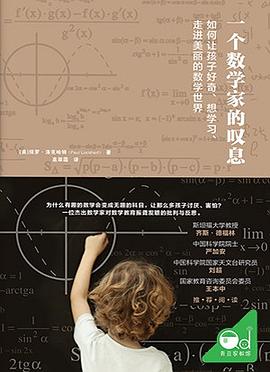 一个数学家的叹息
如何让孩子好奇、想学习、
走进美丽的数学世界
[美]保罗·洛克哈特（Paul Lockhart）
高翠霜 译
为什么有趣的数学会变成无趣的科目，让那么多孩子讨厌、害怕？
一位杰出数学家对数学教育振聋发聩的批判与反思。
斯坦福大学教授
齐斯·德福林
中国科学院院士
严加安
中国科学院国家天文台研究员
刘超
国家教育咨询委员会委员
王本中
推·荐·阅·读